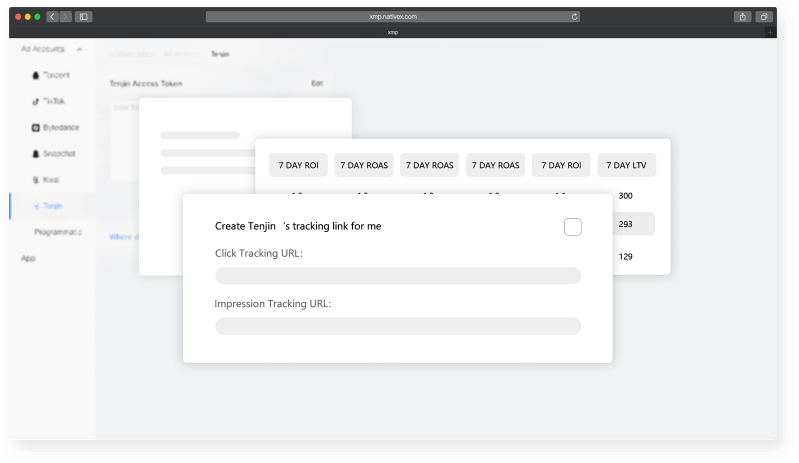 xmp.nativex.com
xmp
Ad Accounts
Tenjin
Tencent
Tenjin Access Token
Edit
TikTok
Bytedance
Snapchat
Kwai
Tenjin
Programmatic
App
7 DAY ROI
7 DAY ROAS
7 DAY ROAS
7 DAY ROAS
7 DAY ROI
7 DAY LTV
300
293
129
Create Tenjin ‘s tracking link for me
Click Tracking URL:
Impression Tracking URL: